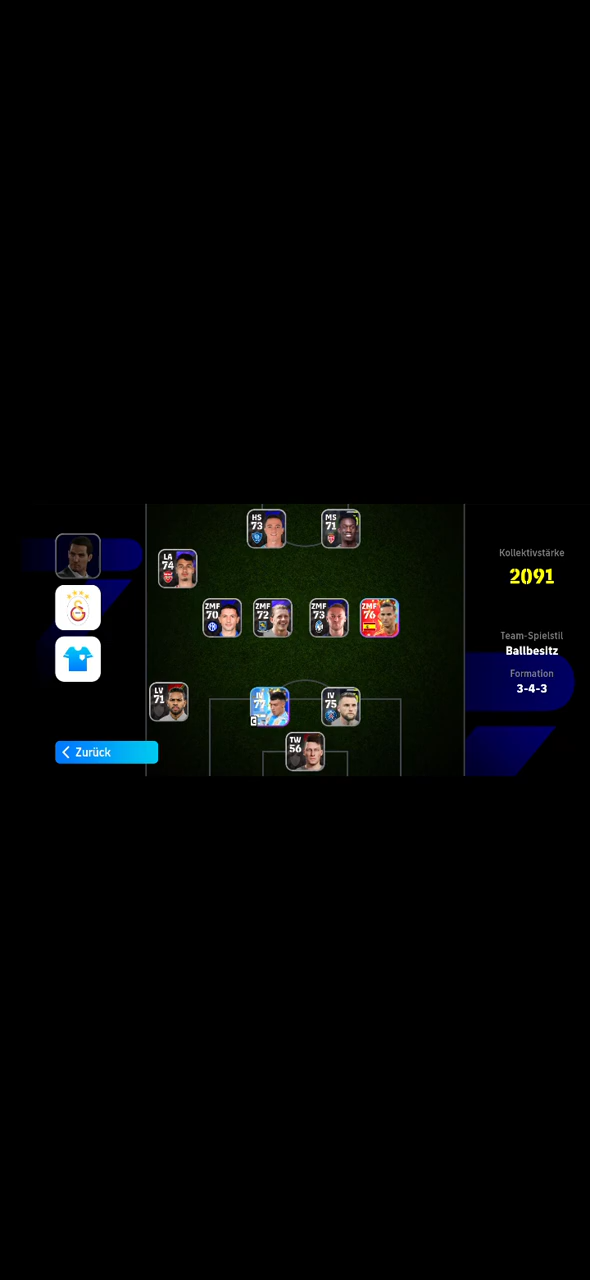 HS
73
MS
71
LA
74
Kollektivstärke
2091
ZMF
70
ZMF
72
ZMF
73
ZMF
76
Team-Spielstil
Ballbesitz
Formation
3-4-3
LV
71
IV
77
C
IV
75
TW
56
Zurück